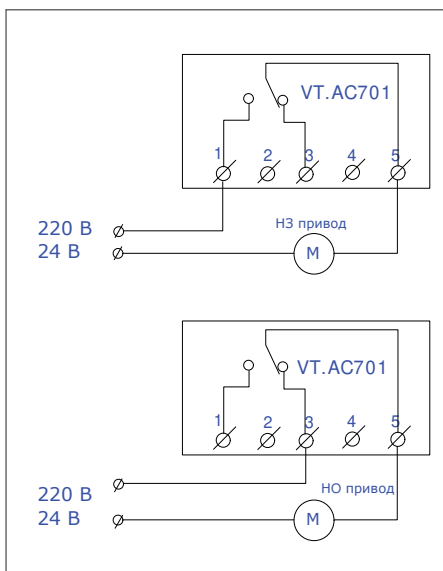 VT.AC701
1 2 3 4 5
220 В
НЗ привод
24 В
М
VT.AC701
1 2 3 4 5
220 В
НО привод
24 В
М